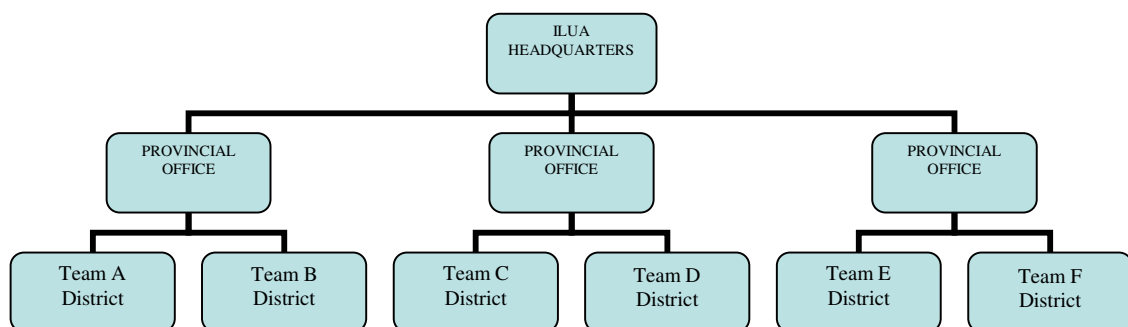 ILUA
HEADQUARTERS
PROVINCIAL
OFFICE
PROVINCIAL
OFFICE
PROVINCIAL
OFFICE
Team A
District
Team B
District
Team C
District
Team D
District
Team E
District
Team F
District